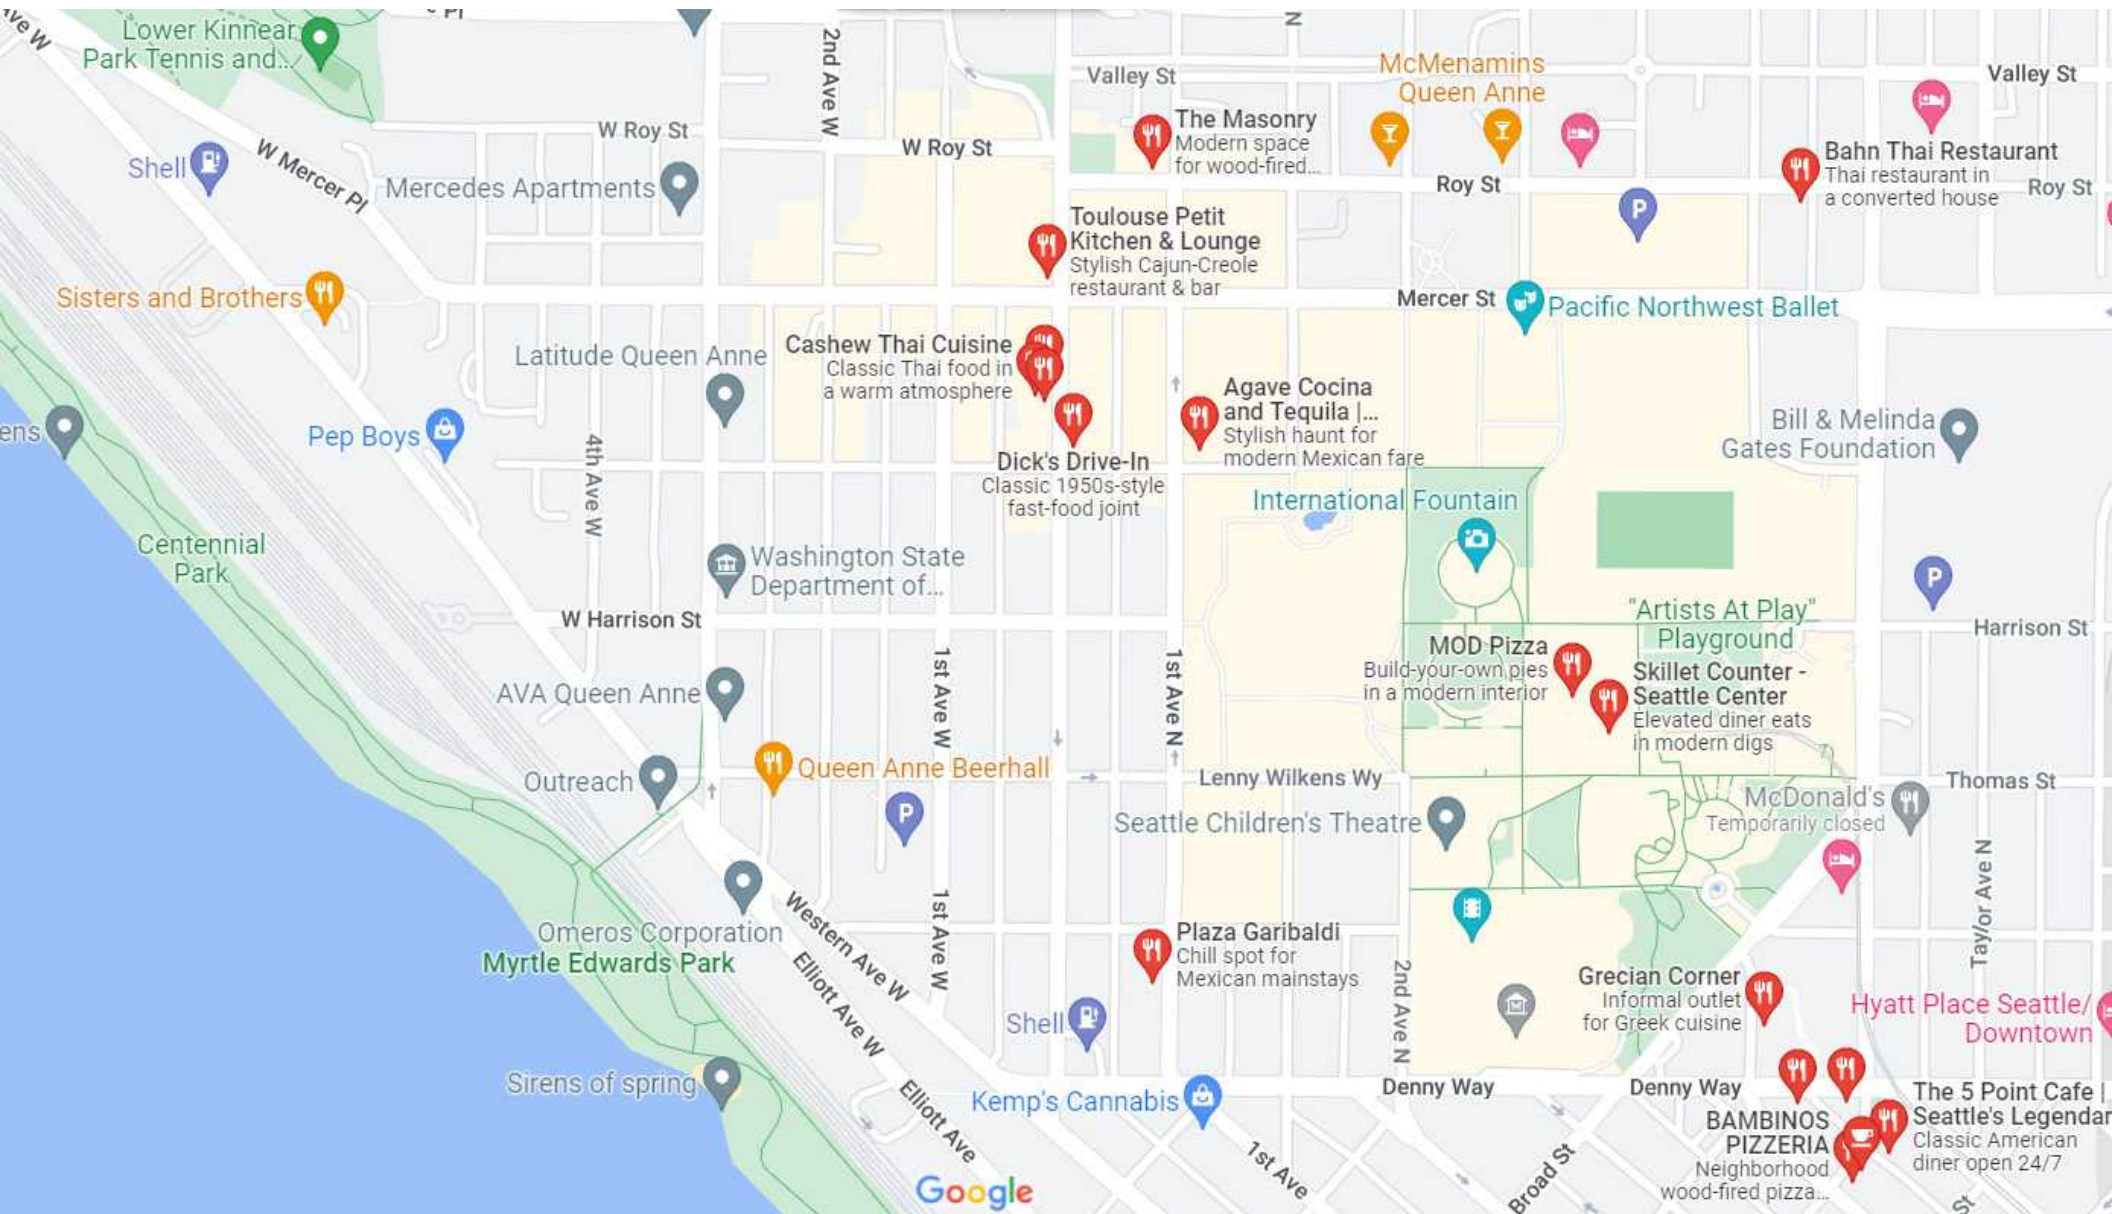 Lower Kinnear
Park Tennis and...
2nd Ave W
N
Valley St
McMenamins
Queen Anne
Valley St
W Roy St
W Roy St
The Masonry
Modern space
for wood-fired...
Shell
W Mercer Pl
Mercedes Apartments
Roy St
P
Bahn Thai Restaurant
Thai restaurant in
a converted house
Roy St
Toulouse Petit
Kitchen & Lounge
Stylish Cajun-Creole
restaurant & bar
Sisters and Brothers
Mercer St
Pacific Northwest Ballet
Latitude Queen Anne
Cashew Thai Cuisine
Classic Thai food in
a warm atmosphere
Agave Cocina
and Tequila |...
Stylish haunt for
modern Mexican fare
Pep Boys
4th Ave W
Dick's Drive-In
Classic 1950s-style
fast-food joint
Bill & Melinda
Gates Foundation
International Fountain
Centennial
Park
Washington State
Department of...
P
W Harrison St
"Artists At Play"
Playground
Harrison St
MOD Pizza
Build-your-own pies
in a modern interior
Skillet Counter -
Seattle Center
Elevated diner eats
in modern digs
AVA Queen Anne
1st Ave W
1st Ave N
Outreach
Queen Anne Beerhall
Lenny Wilkens Wy
Thomas St
P
Seattle Children's Theatre
McDonald's
Temporarily closed
Taylor Ave N
Omeros Corporation
Myrtle Edwards Park
Western Ave W
Elliott Ave W
1st Ave W
Plaza Garibaldi
Chill spot for
Mexican mainstays
2nd Ave N
Grecian Corner
Informal outlet
for Greek cuisine
Hyatt Place Seattle/
Downtown
Shell
Sirens of spring
Elliott Ave
Kemp's Cannabis
Denny Way
Denny Way
BAMBINOS
PIZZERIA
Neighborhood
wood-fired pizza...
The 5 Point Cafe |
Seattle's Legendar
Classic American
diner open 24/7
1st Ave
Broad St
St
Google